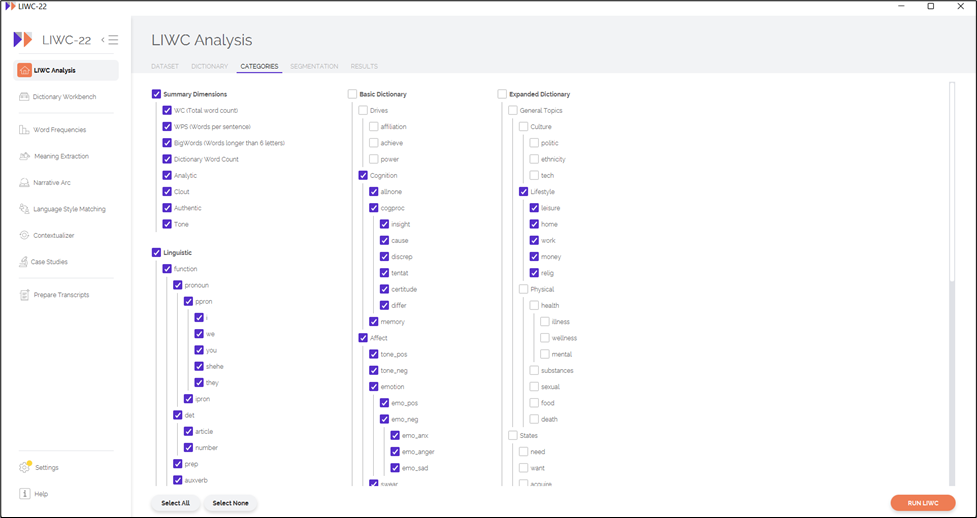 LIWC-22
LIWC-22
LIWC Analysis
Dictionary Workbench
Word Frequencies
Meaning Extraction
Narrative Arc
Language Style Matching
Contextualizer
Case Studies
Prepare Transcripts
Settings
Help
LIWC Analysis
DATASET DICTIONARY CATEGORIES SEGMENTATION RESULTS
Summary Dimensions
WC (Total word count)
WPS (Words per sentence)
BigWords (Words longer than 6 letters)
Dictionary Word Count
Analytic
Clout
Authentic
Tone
Linguistic
function
pronoun
ppron
i
we
you
shehe
they
ipron
det
article
number
prep
auxverb
Basic Dictionary
Drives
affiliation
achieve
power
Cognition
allnone
cogproc
insight
cause
discrep
tentat
certitude
differ
memory
Affect
tone_pos
tone_neg
emotion
emo_pos
emo_neg
emo_anx
emo_anger
emo_sad
swear
Expanded Dictionary
General Topics
Culture
politic
ethnicity
tech
Lifestyle
leisure
home
work
money
relig
Physical
health
illness
wellness
mental
substances
sexual
food
death
States
need
want
acquire
Select All Select None
RUN LIWC